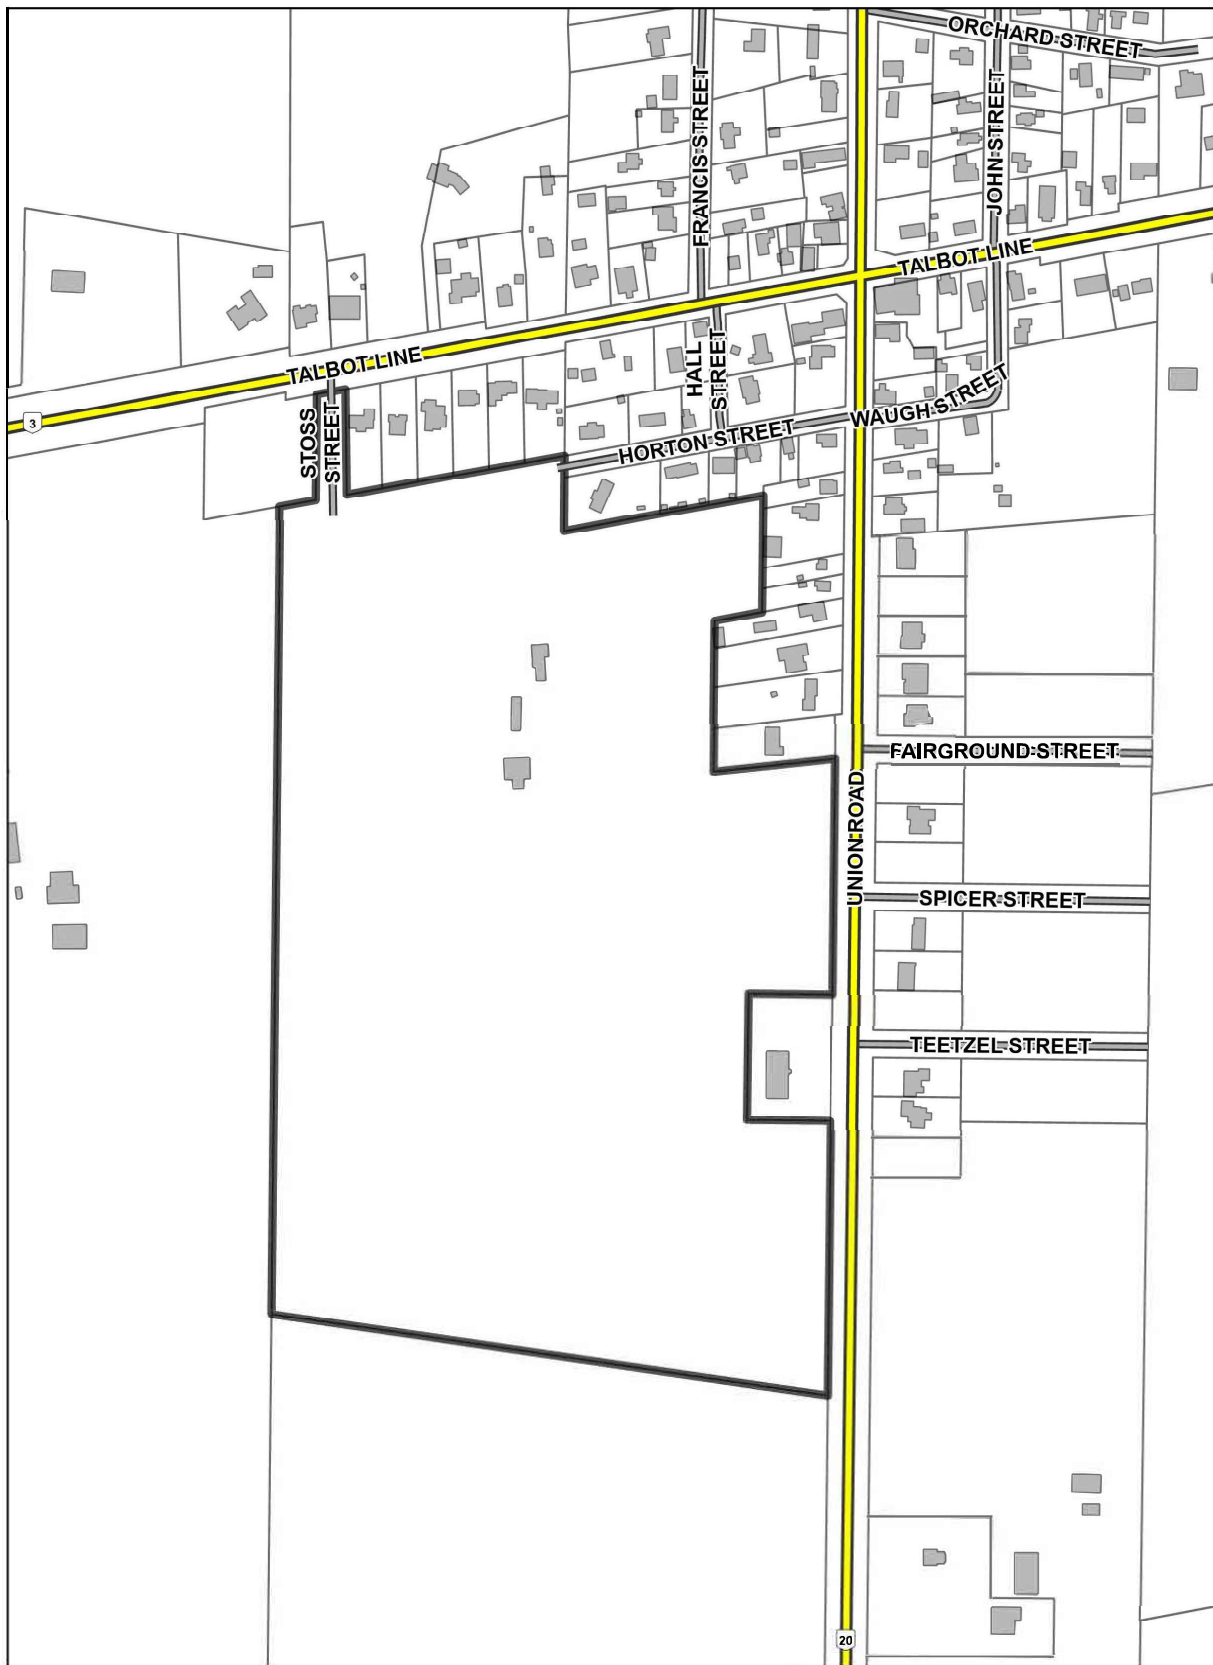 ORCHARD STREET
FRANCIS STREET
JOHN STREET
TALBOT LINE
TALBOT LINE
HALL
STREET
3
STOSS
STREET
WAUGH STREET
HORTON STREET
FAIRGROUND STREET
UNION ROAD
SPICER STREET
TEETZEL STREET
20